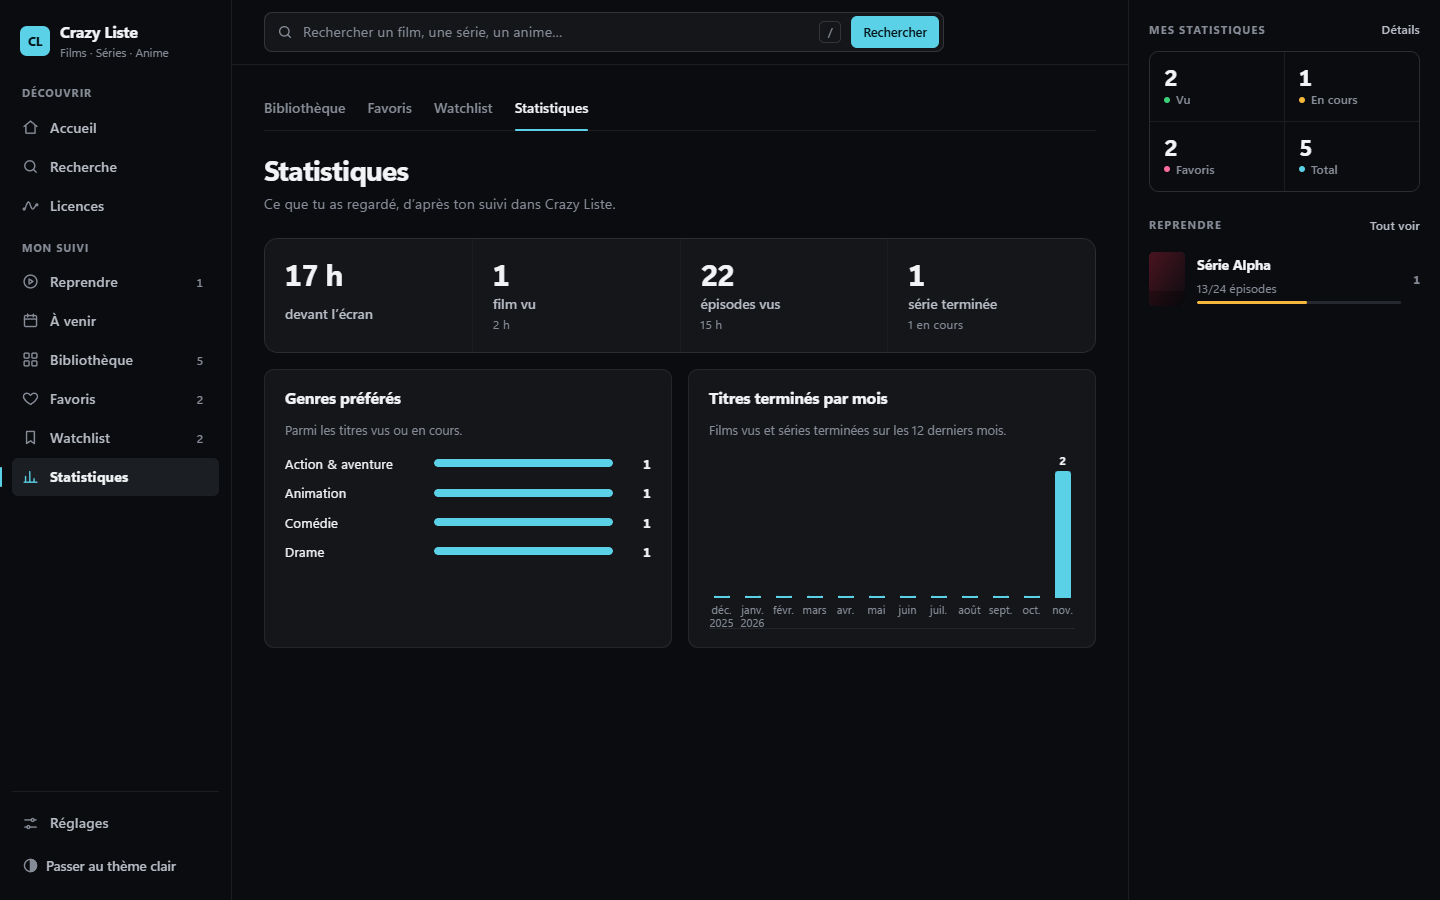 CL
Crazy Liste
Films · Séries · Anime
DÉCOUVRIR
Accueil
Recherche
Licences
MON SUIVI
Reprendre 1
À venir
Bibliothèque 5
Favoris 2
Watchlist 2
Statistiques
Réglages
Passer au thème clair
Rechercher un film, une série, un anime... / Rechercher
Bibliothèque Favoris Watchlist Statistiques
Statistiques
Ce que tu as regardé, d’après ton suivi dans Crazy Liste.
17 h
devant l’écran
1
film vu
2 h
22
épisodes vus
15 h
1
série terminée
1 en cours
Genres préférés
Parmi les titres vus ou en cours.
Action & aventure 1
Animation 1
Comédie 1
Drame 1
Titres terminés par mois
Films vus et séries terminées sur les 12 derniers mois.
2
déc. janv. févr. mars avr. mai juin juil. août sept. oct. nov.
2025 2026
MES STATISTIQUES Détails
2
Vu
1
En cours
2
Favoris
5
Total
REPRENDRE Tout voir
Série Alpha
13/24 épisodes
1